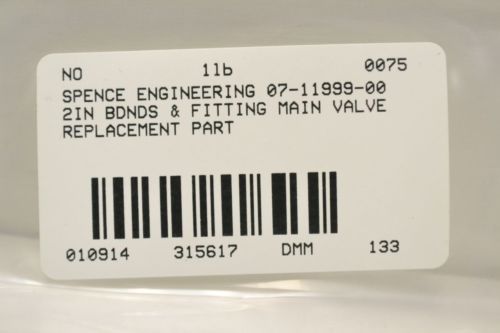 NO 1lb 0075
SPENCE ENGINEERING 07-11999-00
2IN BDNDS & FITTING MAIN VALVE
REPLACEMENT PART
010914 315617 DMM 133